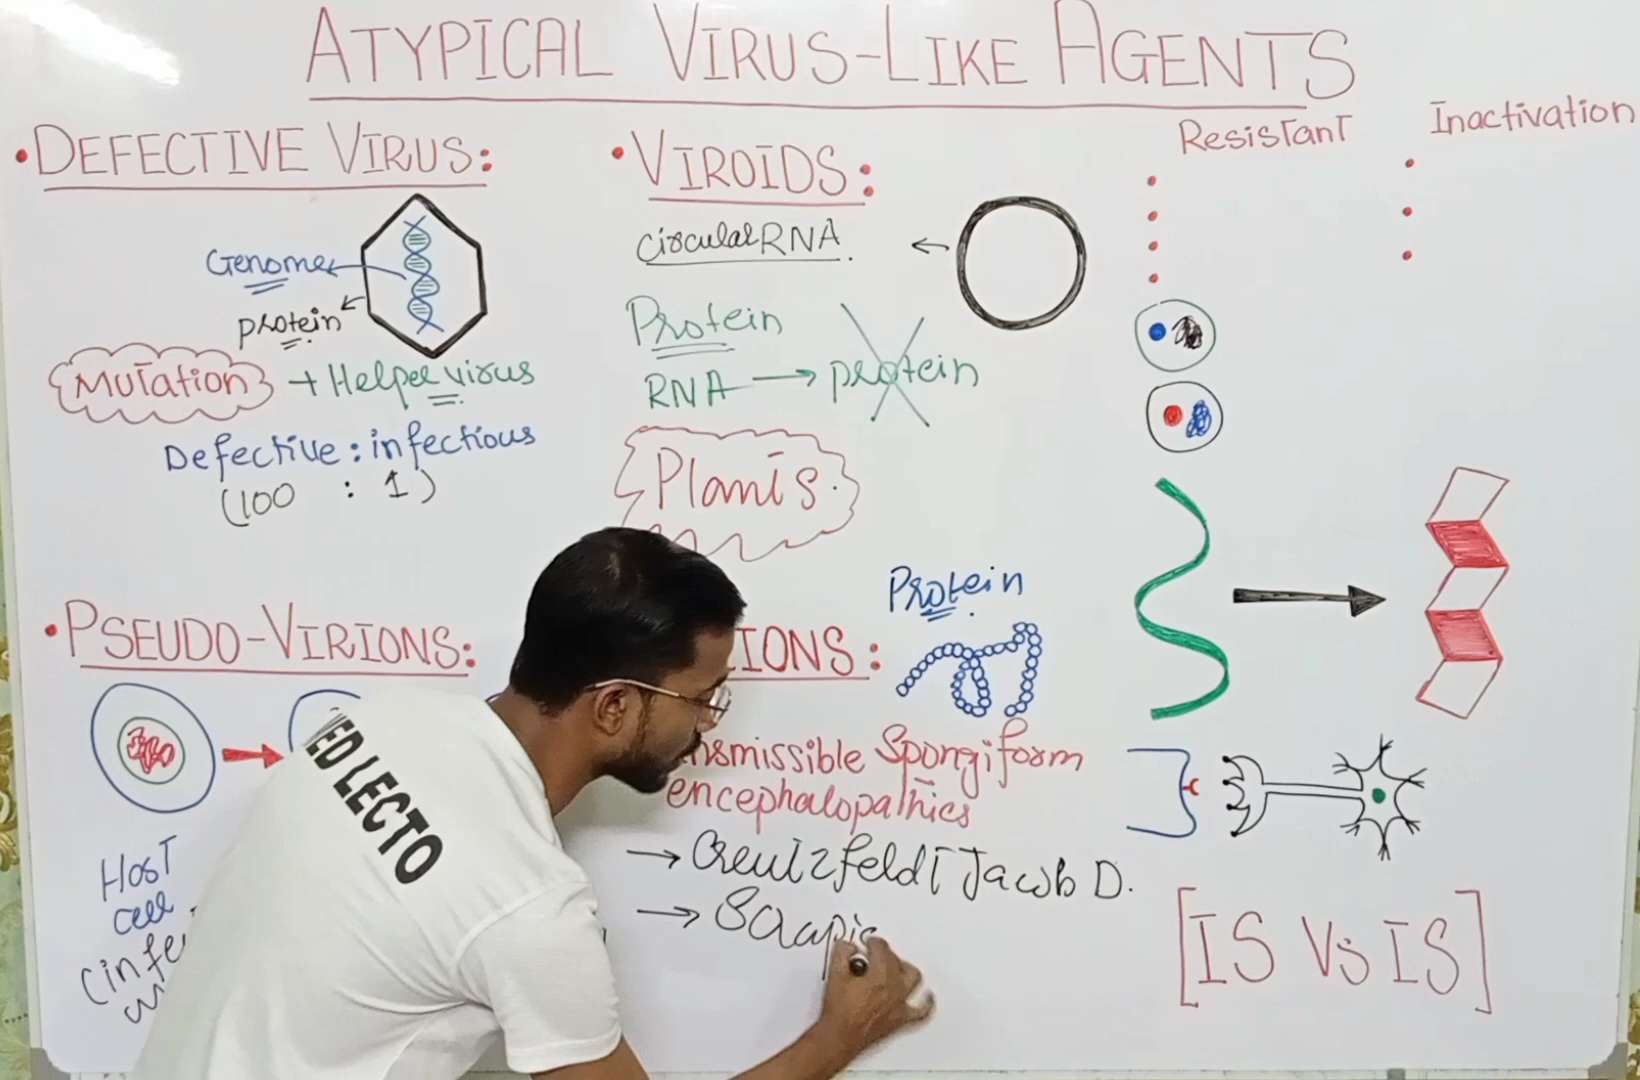 ATYPICAL VIRUS-LIKE AGENTS
• DEFECTIVE VIRUS:
Genome
protein
Mutation + Helper virus
Defective : infectious
(100 : 1)
• VIROIDS:
circular RNA.
Protein
RNA → protein
Plants.
Resistant
Inactivation
• PSEUDO-VIRIONS:
Host
cell
(infe
IONS:
Protein
nsmissible Spongiform
encephalopathies
→ Creutzfeldt Jacob D.
→ Scrapie
[IS Vs IS]
ED LECTO